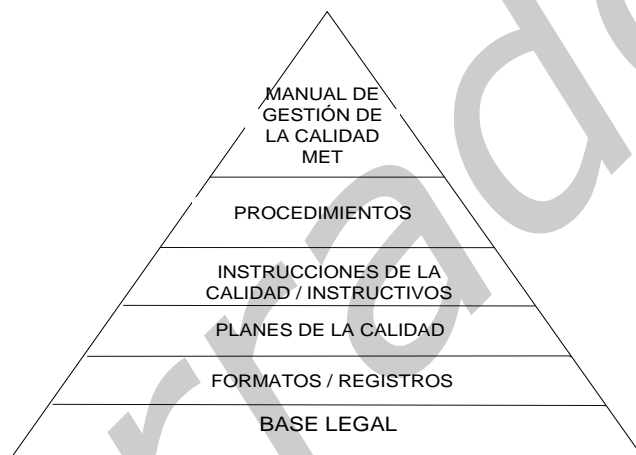 MANUAL DE
GESTIÓN DE
LA CALIDAD
MET
PROCEDIMIENTOS
INSTRUCCIONES DE LA
CALIDAD / INSTRUCTIVOS
PLANES DE LA CALIDAD
FORMATOS / REGISTROS
BASE LEGAL